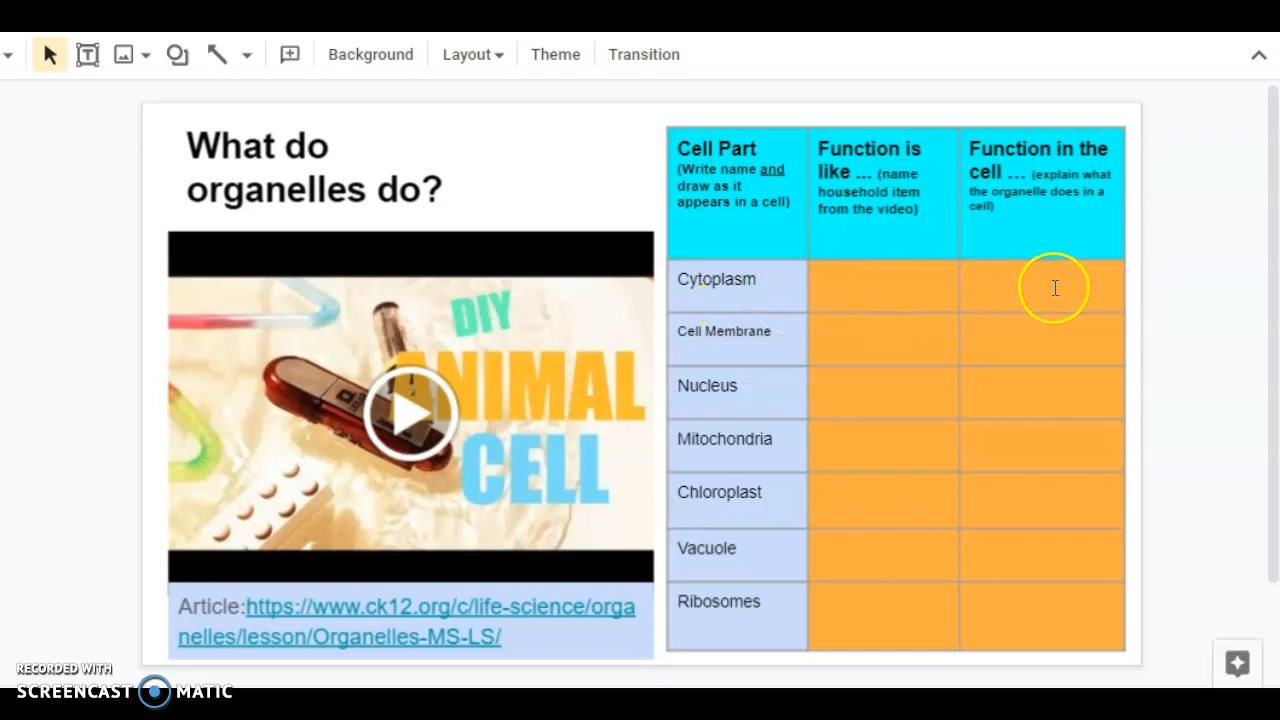 Background
Layout
Theme
Transition
What do
organelles do?
DIY
ANIMAL
CELL
Article:https://www.ck12.org/c/life-science/orga
nelles/lesson/Organelles-MS-LS/
Cell Part
(Write name and
draw as it
appears in a cell)
Function is
like ... (name
household item
from the video)
Function in the
cell ... (explain what
the organelle does in a
cell)
Cytoplasm
Cell Membrane
Nucleus
Mitochondria
Chloroplast
Vacuole
Ribosomes
RECORDED WITH
SCREENCAST MATIC